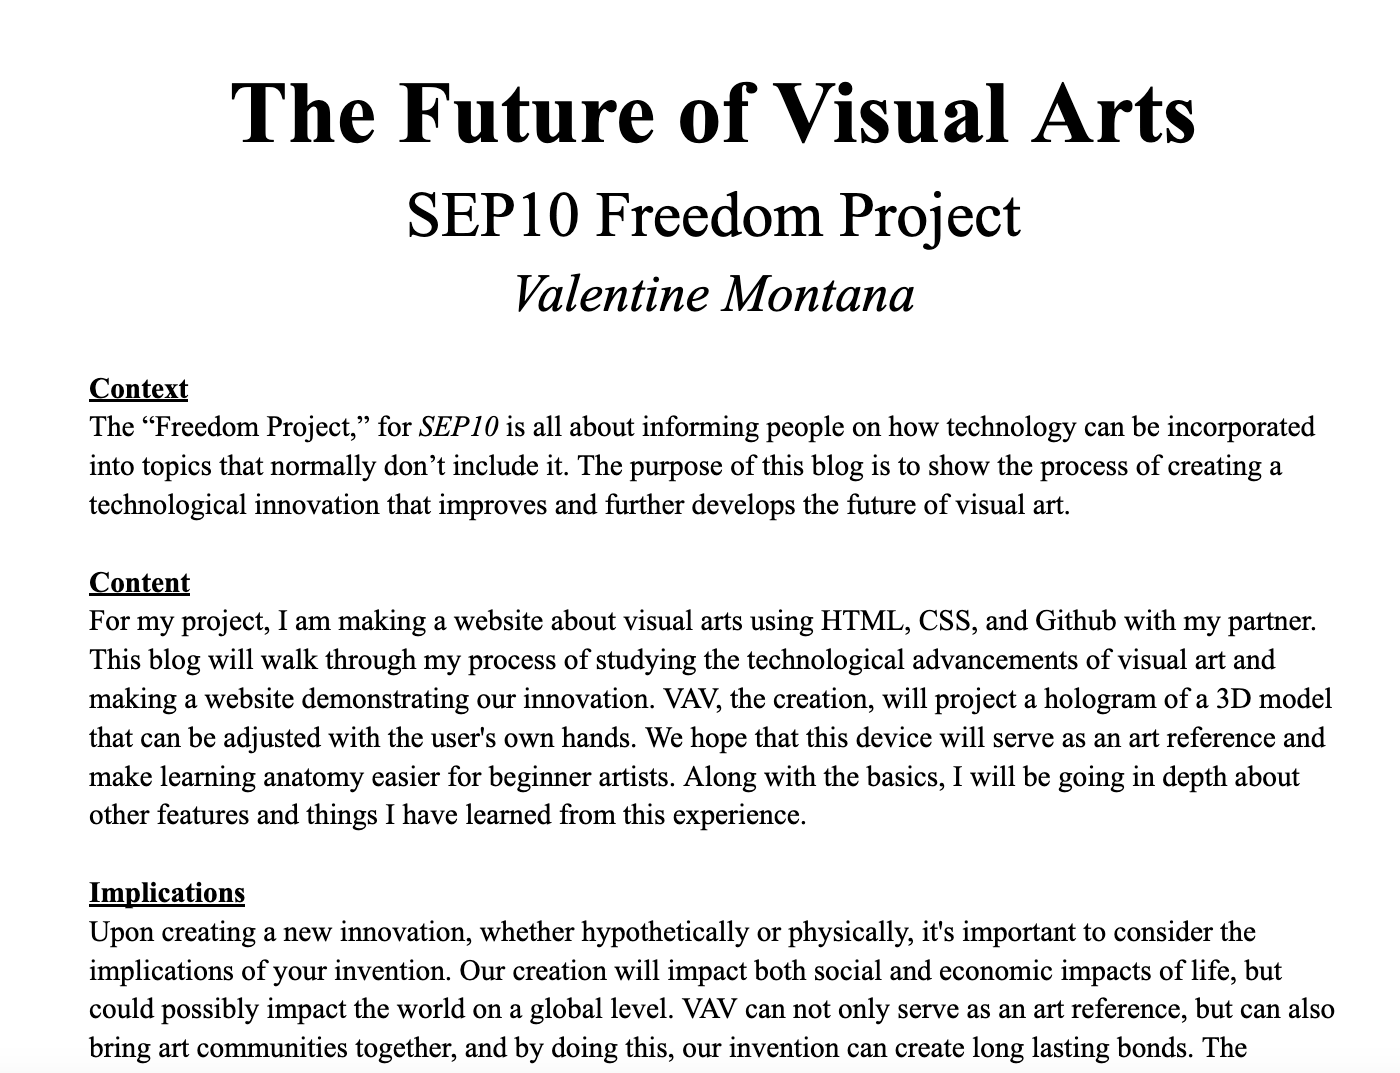 The Future of Visual Arts
SEP10 Freedom Project
Valentine Montana
Context
The “Freedom Project,” for SEP10 is all about informing people on how technology can be incorporated
into topics that normally don’t include it. The purpose of this blog is to show the process of creating a
technological innovation that improves and further develops the future of visual art.
Content
For my project, I am making a website about visual arts using HTML, CSS, and Github with my partner.
This blog will walk through my process of studying the technological advancements of visual art and
making a website demonstrating our innovation. VAV, the creation, will project a hologram of a 3D model
that can be adjusted with the user's own hands. We hope that this device will serve as an art reference and
make learning anatomy easier for beginner artists. Along with the basics, I will be going in depth about
other features and things I have learned from this experience.
Implications
Upon creating a new innovation, whether hypothetically or physically, it's important to consider the
implications of your invention. Our creation will impact both social and economic impacts of life, but
could possibly impact the world on a global level. VAV can not only serve as an art reference, but can also
bring art communities together, and by doing this, our invention can create long lasting bonds. The